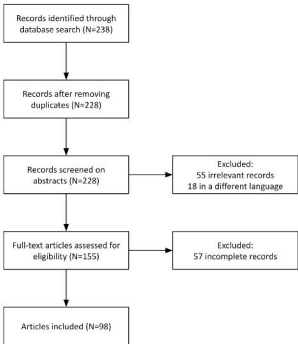 Records identified through
database search (N=238)
Records after removing
duplicates (N=228)
Records screened on
abstracts (N=228)
Excluded:
55 irrelevant records
18 in a different language
Full-text articles assessed for
eligibility (N=155)
Excluded:
57 incomplete records
Articles included (N=98)